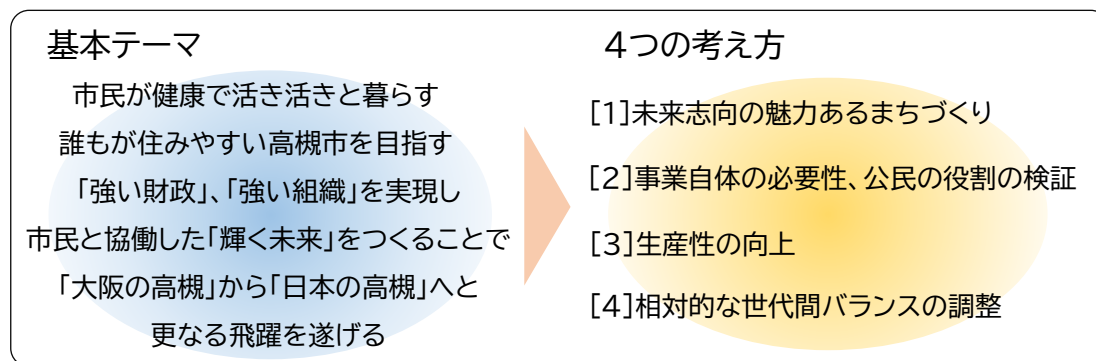 基本テーマ
市民が健康で活き活きと暮らす
誰もが住みやすい高槻市を目指す
「強い財政」、「強い組織」を実現し
市民と協働した「輝く未来」をつくることで
「大阪の高槻」から「日本の高槻」へと
更なる飛躍を遂げる
4つの考え方
[1]未来志向の魅力あるまちづくり
[2]事業自体の必要性、公民の役割の検証
[3]生産性の向上
[4]相対的な世代間バランスの調整